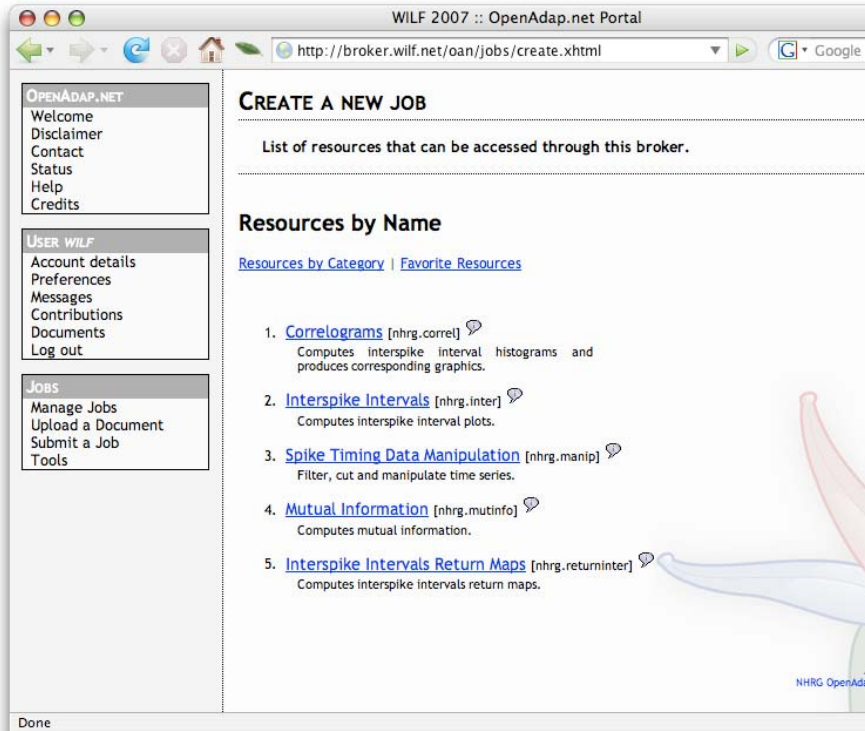 WILF 2007 :: OpenAdap.net Portal
http://broker.wilf.net/oan/jobs/create.xhtml
G Google
OPENADAP.NET
Welcome
Disclaimer
Contact
Status
Help
Credits
USER WILF
Account details
Preferences
Messages
Contributions
Documents
Log out
JOBS
Manage Jobs
Upload a Document
Submit a Job
Tools
CREATE A NEW JOB
List of resources that can be accessed through this broker.
Resources by Name
Resources by Category | Favorite Resources
1. Correlograms [nhrg.correl]
Computes interspike interval histograms and
produces corresponding graphics.
2. Interspike Intervals [nhrg.inter]
Computes interspike interval plots.
3. Spike Timing Data Manipulation [nhrg.manip]
Filter, cut and manipulate time series.
4. Mutual Information [nhrg.mutinfo]
Computes mutual information.
5. Interspike Intervals Return Maps [nhrg.returninter]
Computes interspike intervals return maps.
NHRG OpenAda
Done